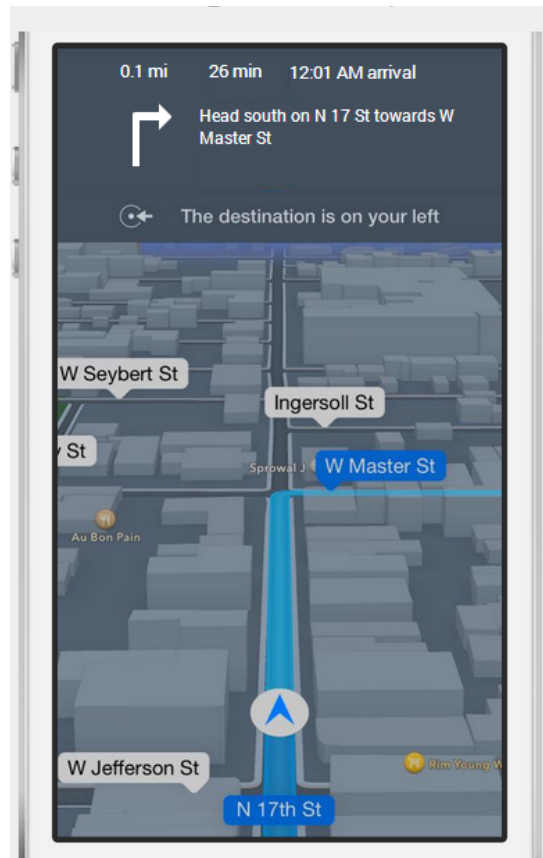 0.1 mi 26 min 12:01 AM arrival
Head south on N 17 St towards W
Master St
The destination is on your left
W Seybert St
Ingersoll St
St
Sprowal J
W Master St
Au Bon Pain
W Jefferson St
Rim Young W
N 17th St